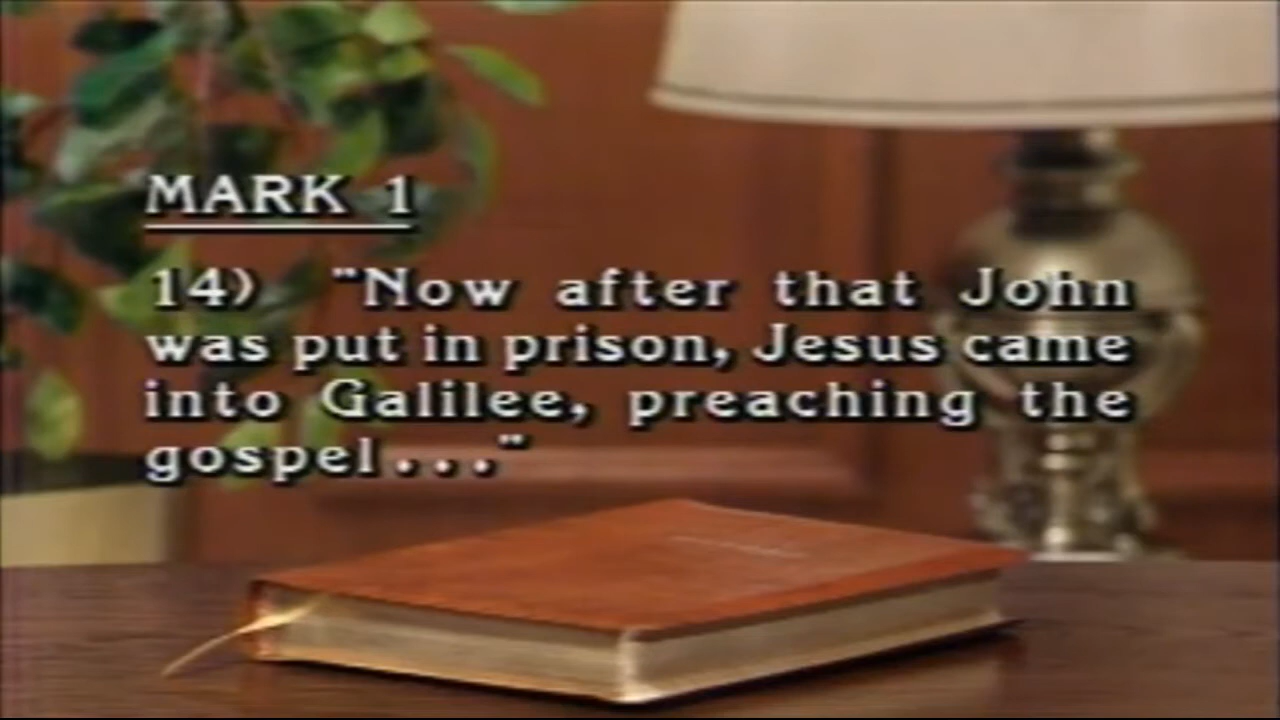 MARK 1
14) "Now after that John
was put in prison, Jesus came
into Galilee, preaching the
gospel..."